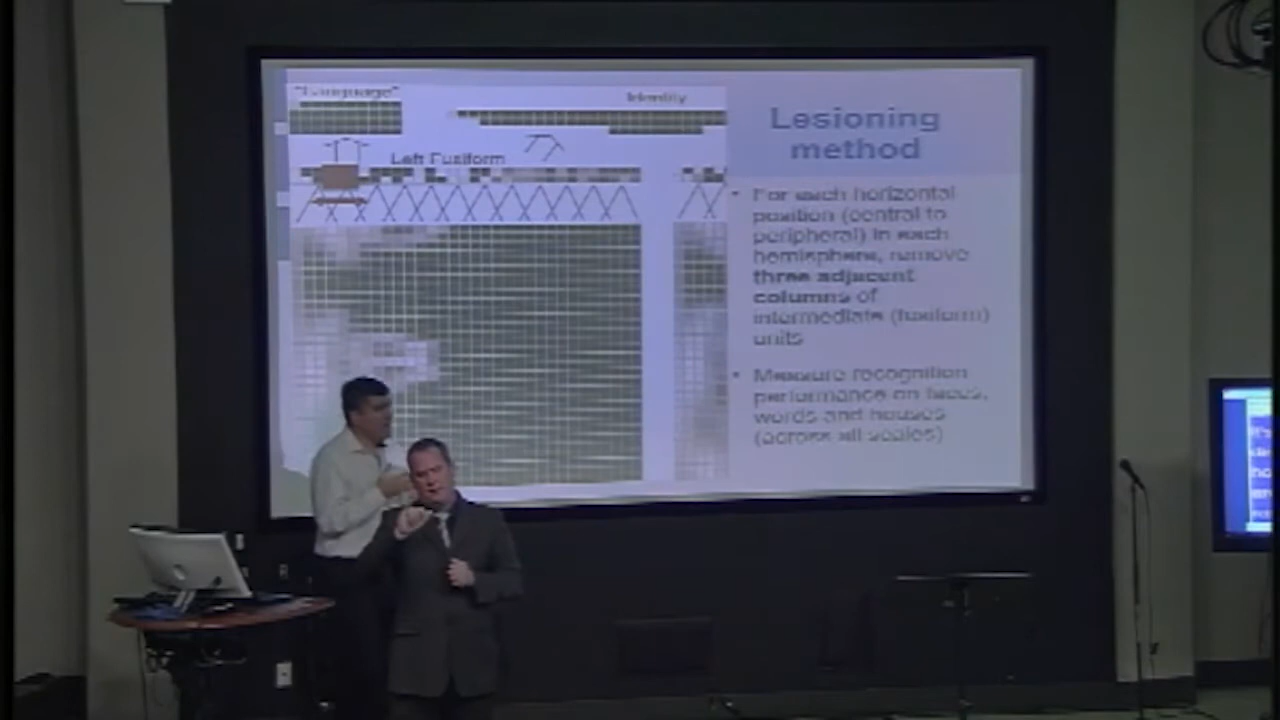 "Language"
Identity
Left Fusiform
Lesioning
method
• For each horizontal
position (central to
peripheral) in each
hemisphere, remove
three adjacent
columns of
intermediate (fusiform)
units
• Measure recognition
performance on faces,
words and houses
(across all scales)